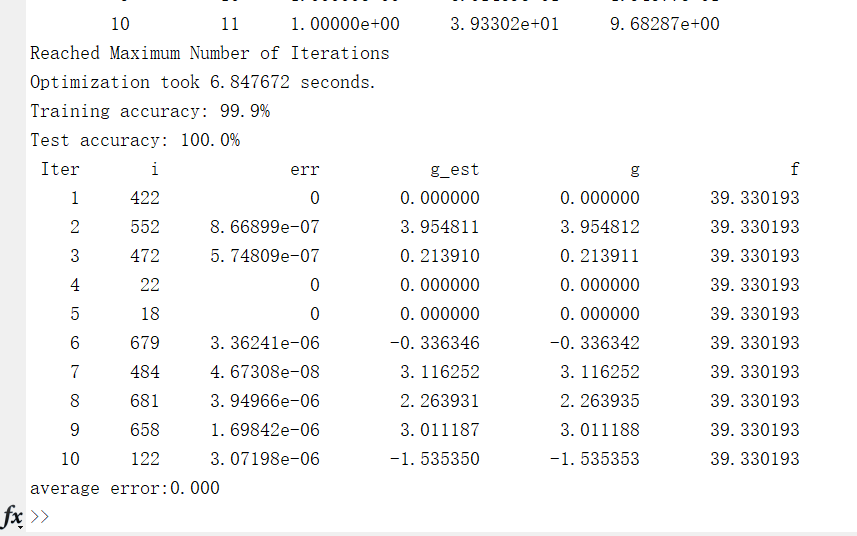 10 11 1.00000e+00 3.93302e+01 9.68287e+00
Reached Maximum Number of Iterations
Optimization took 6.847672 seconds.
Training accuracy: 99.9%
Test accuracy: 100.0%
Iter i err g_est g f
1 422 0 0.000000 0.000000 39.330193
2 552 8.66899e-07 3.954811 3.954812 39.330193
3 472 5.74809e-07 0.213910 0.213911 39.330193
4 22 0 0.000000 0.000000 39.330193
5 18 0 0.000000 0.000000 39.330193
6 679 3.36241e-06 -0.336346 -0.336342 39.330193
7 484 4.67308e-08 3.116252 3.116252 39.330193
8 681 3.94966e-06 2.263931 2.263935 39.330193
9 658 1.69842e-06 3.011187 3.011188 39.330193
10 122 3.07198e-06 -1.535350 -1.535353 39.330193
average error:0.000
fx >>